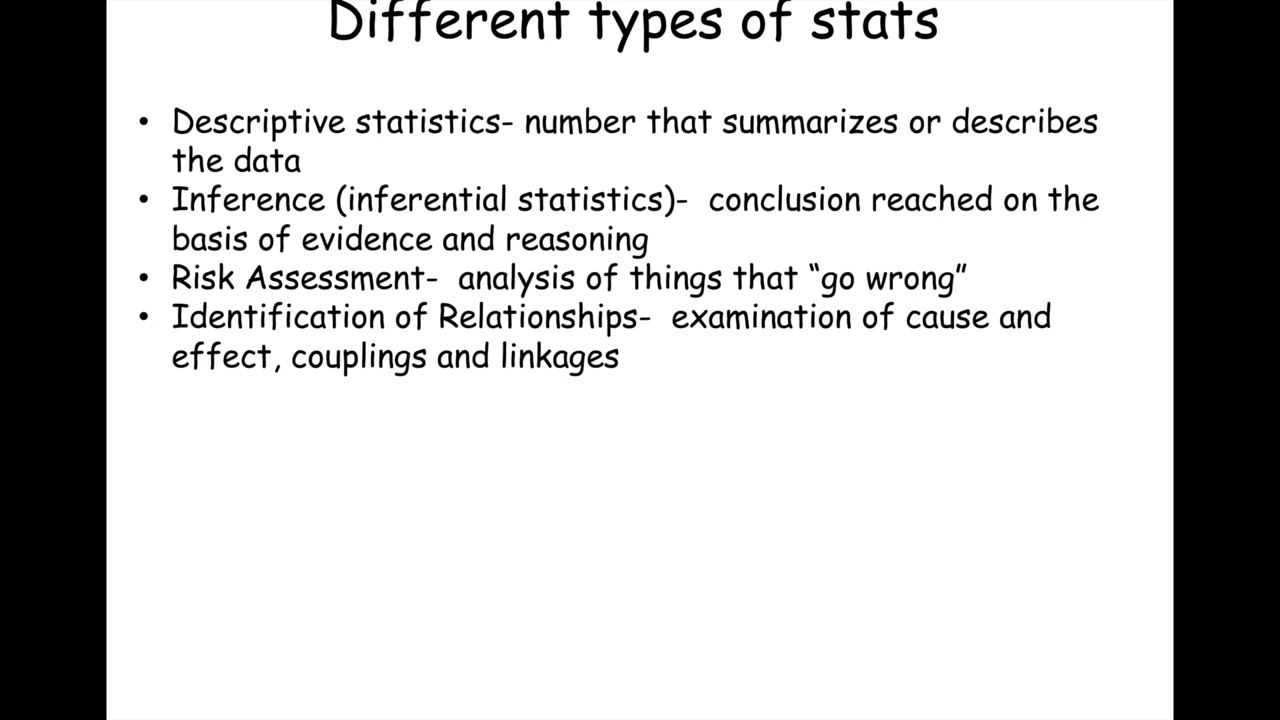 Different types of stats
• Descriptive statistics- number that summarizes or describes
the data
• Inference (inferential statistics)-  conclusion reached on the
basis of evidence and reasoning
• Risk Assessment-  analysis of things that “go wrong”
• Identification of Relationships-  examination of cause and
effect, couplings and linkages